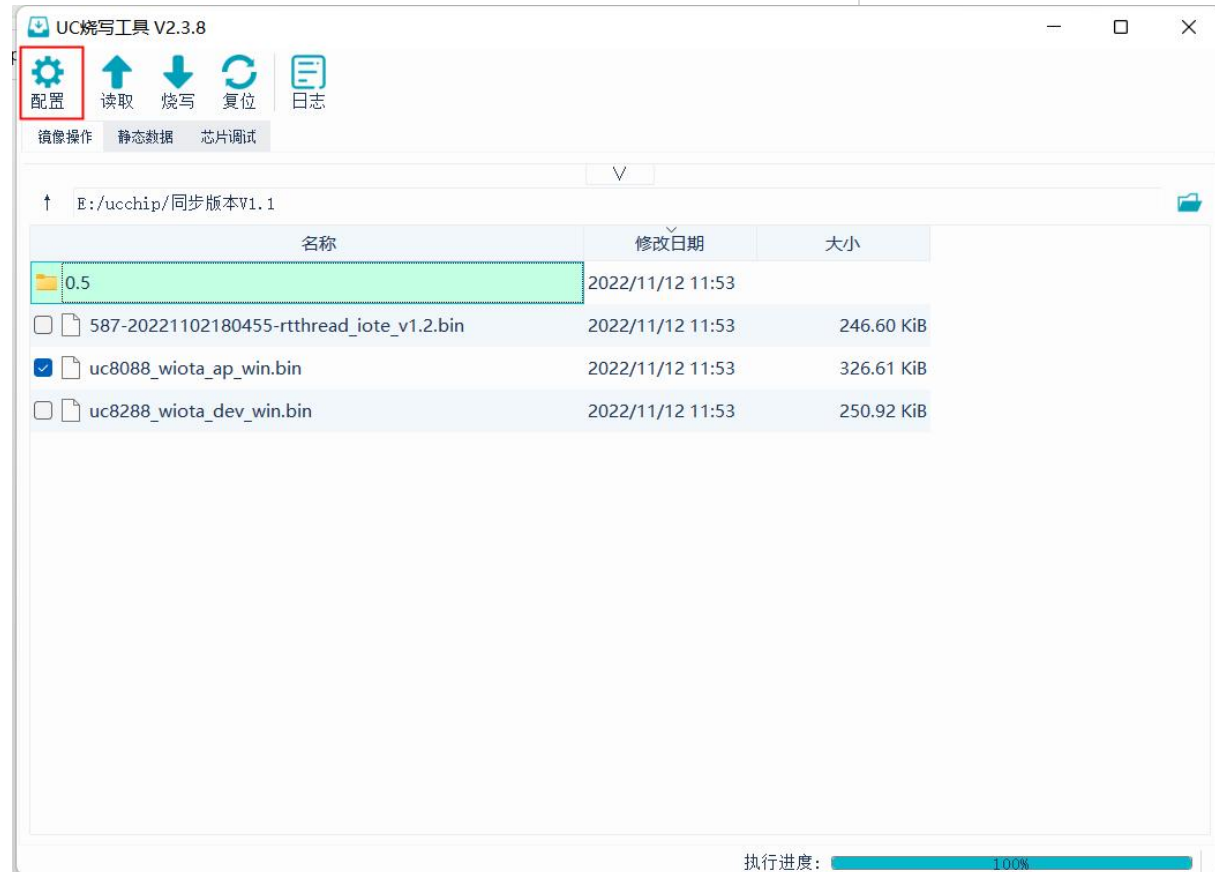 UC烧写工具 V2.3.8
配置 读取 烧写 复位 日志
镜像操作 静态数据 芯片调试
E:/ucchip/同步版本V1.1
名称 修改日期 大小
0.5 2022/11/12 11:53
587-20221102180455-rtthread_iote_v1.2.bin 2022/11/12 11:53 246.60 KiB
uc8088_wiota_ap_win.bin 2022/11/12 11:53 326.61 KiB
uc8288_wiota_dev_win.bin 2022/11/12 11:53 250.92 KiB
执行进度: 100%